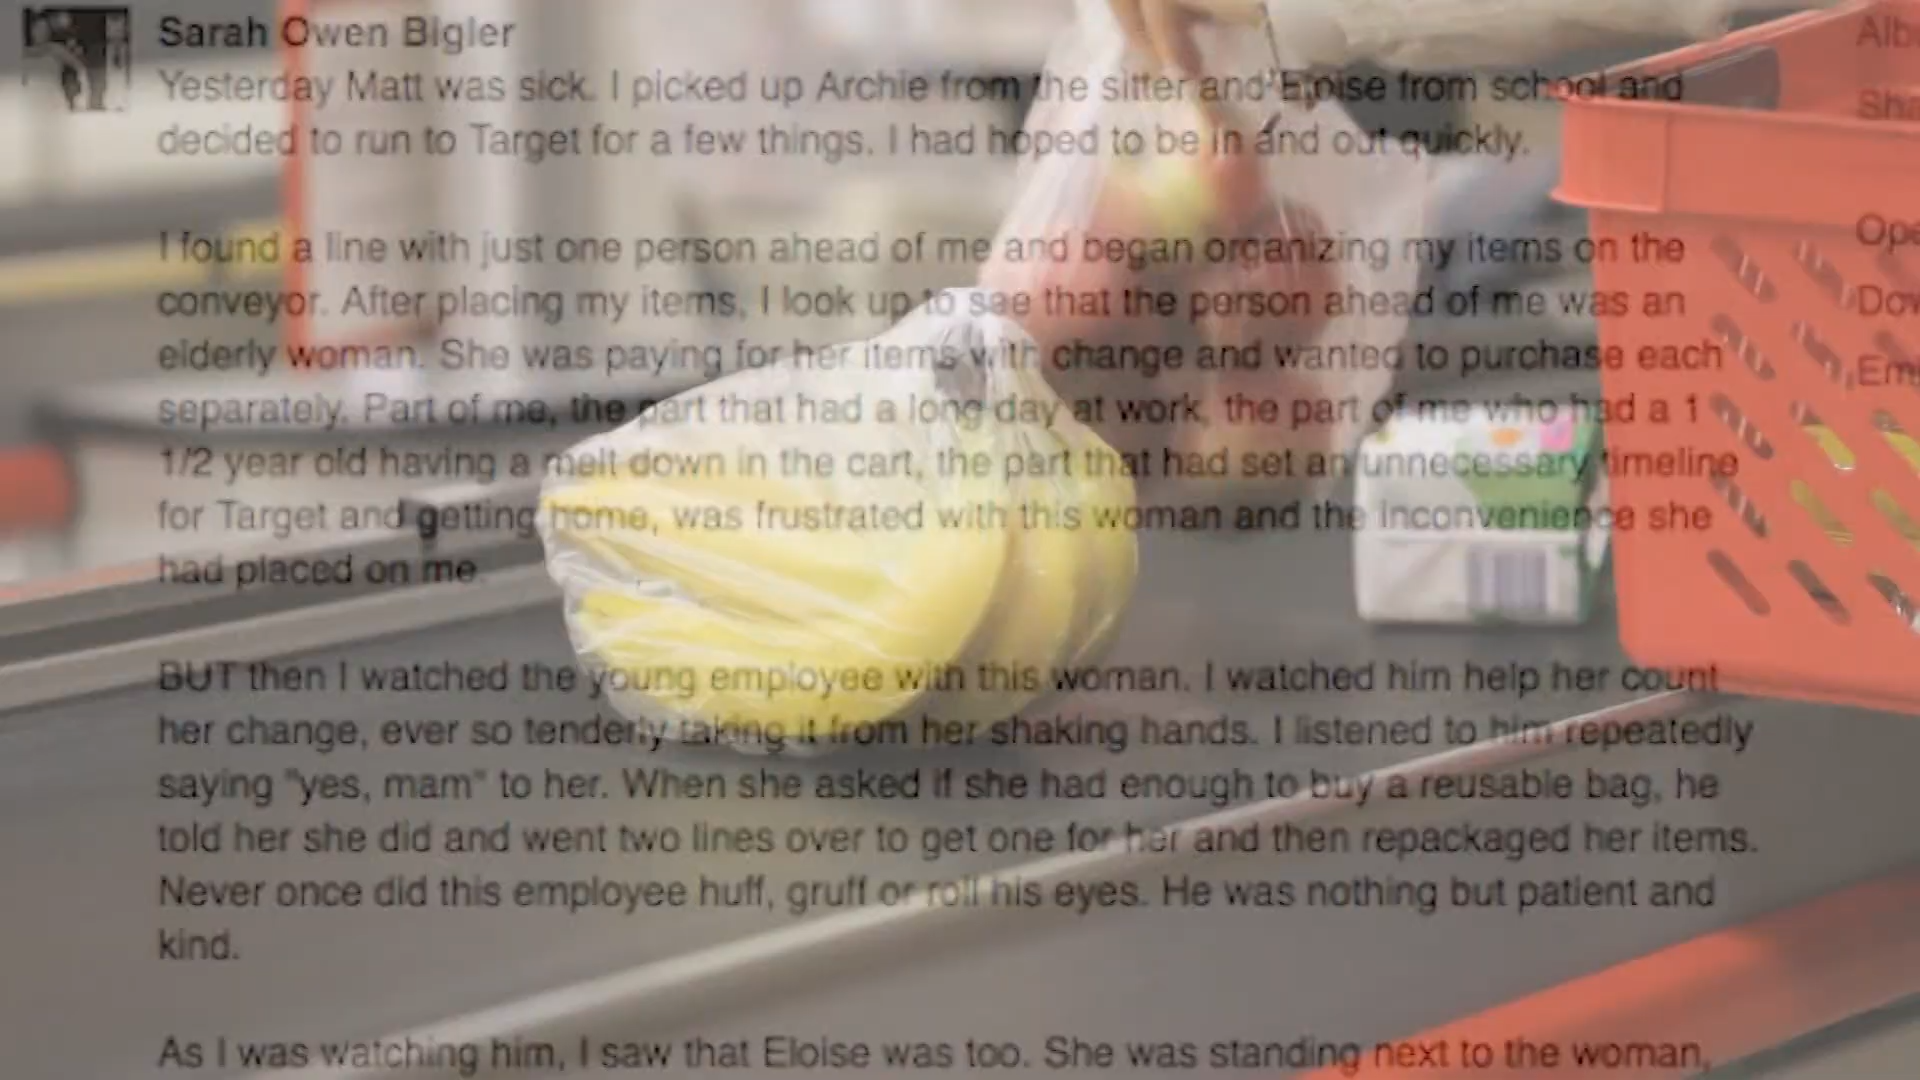 Sarah Owen Bigler
Yesterday Matt was sick. I picked up Archie from the sitter and Eloise from school and
decided to run to Target for a few things. I had hoped to be in and out quickly.
I found a line with just one person ahead of me and began organizing my items on the
conveyor. After placing my items, I look up to see that the person ahead of me was an
elderly woman. She was paying for her items with change and wanted to purchase each
separately. Part of me, the part that had a long day at work, the part of me who had a 1
1/2 year old having a melt down in the cart, the part that had set an unnecessary timeline
for Target and getting home, was frustrated with this woman and the inconvenience she
had placed on me.
BUT then I watched the young employee with this woman. I watched him help her count
her change, ever so tenderly taking it from her shaking hands. I listened to him repeatedly
saying "yes, mam" to her. When she asked if she had enough to buy a reusable bag, he
told her she did and went two lines over to get one for her and then repackaged her items.
Never once did this employee huff, gruff or roll his eyes. He was nothing but patient and
kind.
As I was watching him, I saw that Eloise was too. She was standing next to the woman,